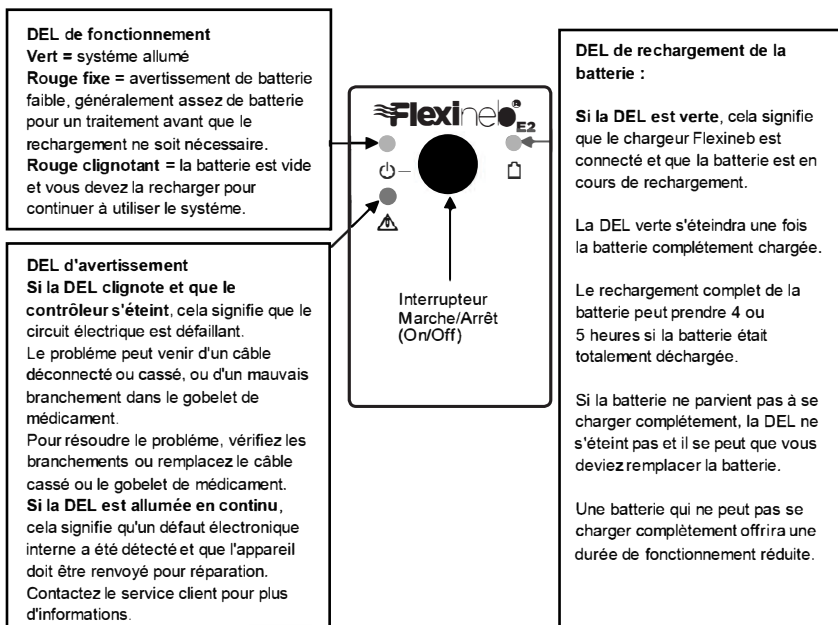 DEL de fonctionnement
Vert = systéme allumé
Rouge fixe = avertissement de batterie
faible, généralement assez de batterie
pour un traitement avant que le
rechargement ne soit nécessaire.
Rouge clignotant = la batterie est vide
et vous devez la recharger pour
continuer à utiliser le systéme.
DEL d'avertissement
Si la DEL clignote et que le
contrôleur s'éteint, cela signifie que le
circuit électrique est défaillant.
Le probléme peut venir d'un câble
déconnecté ou cassé, ou d'un mauvais
branchement dans le gobelet de
médicament.
Pour résoudre le probléme, vérifiez les
branchements ou remplacez le câble
cassé ou le gobelet de médicament.
Si la DEL est allumée en continu,
cela signifie qu'un défaut électronique
interne a été détecté et que l'appareil
doit être renvoyé pour réparation.
Contactez le service client pour plus
d'informations.
Flexineb®
E2
Interrupteur
Marche/Arrêt
(On/Off)
DEL de rechargement de la
batterie :
Si la DEL est verte, cela signifie
que le chargeur Flexineb est
connecté et que la batterie est en
cours de rechargement.
La DEL verte s'éteindra une fois
la batterie complétement chargée.
Le rechargement complet de la
batterie peut prendre 4 ou
5 heures si la batterie était
totalement déchargée.
Si la batterie ne parvient pas à se
charger complétement, la DEL ne
s'éteint pas et il se peut que vous
deviez remplacer la batterie.
Une batterie qui ne peut pas se
charger complètement offrira une
durée de fonctionnement réduite.